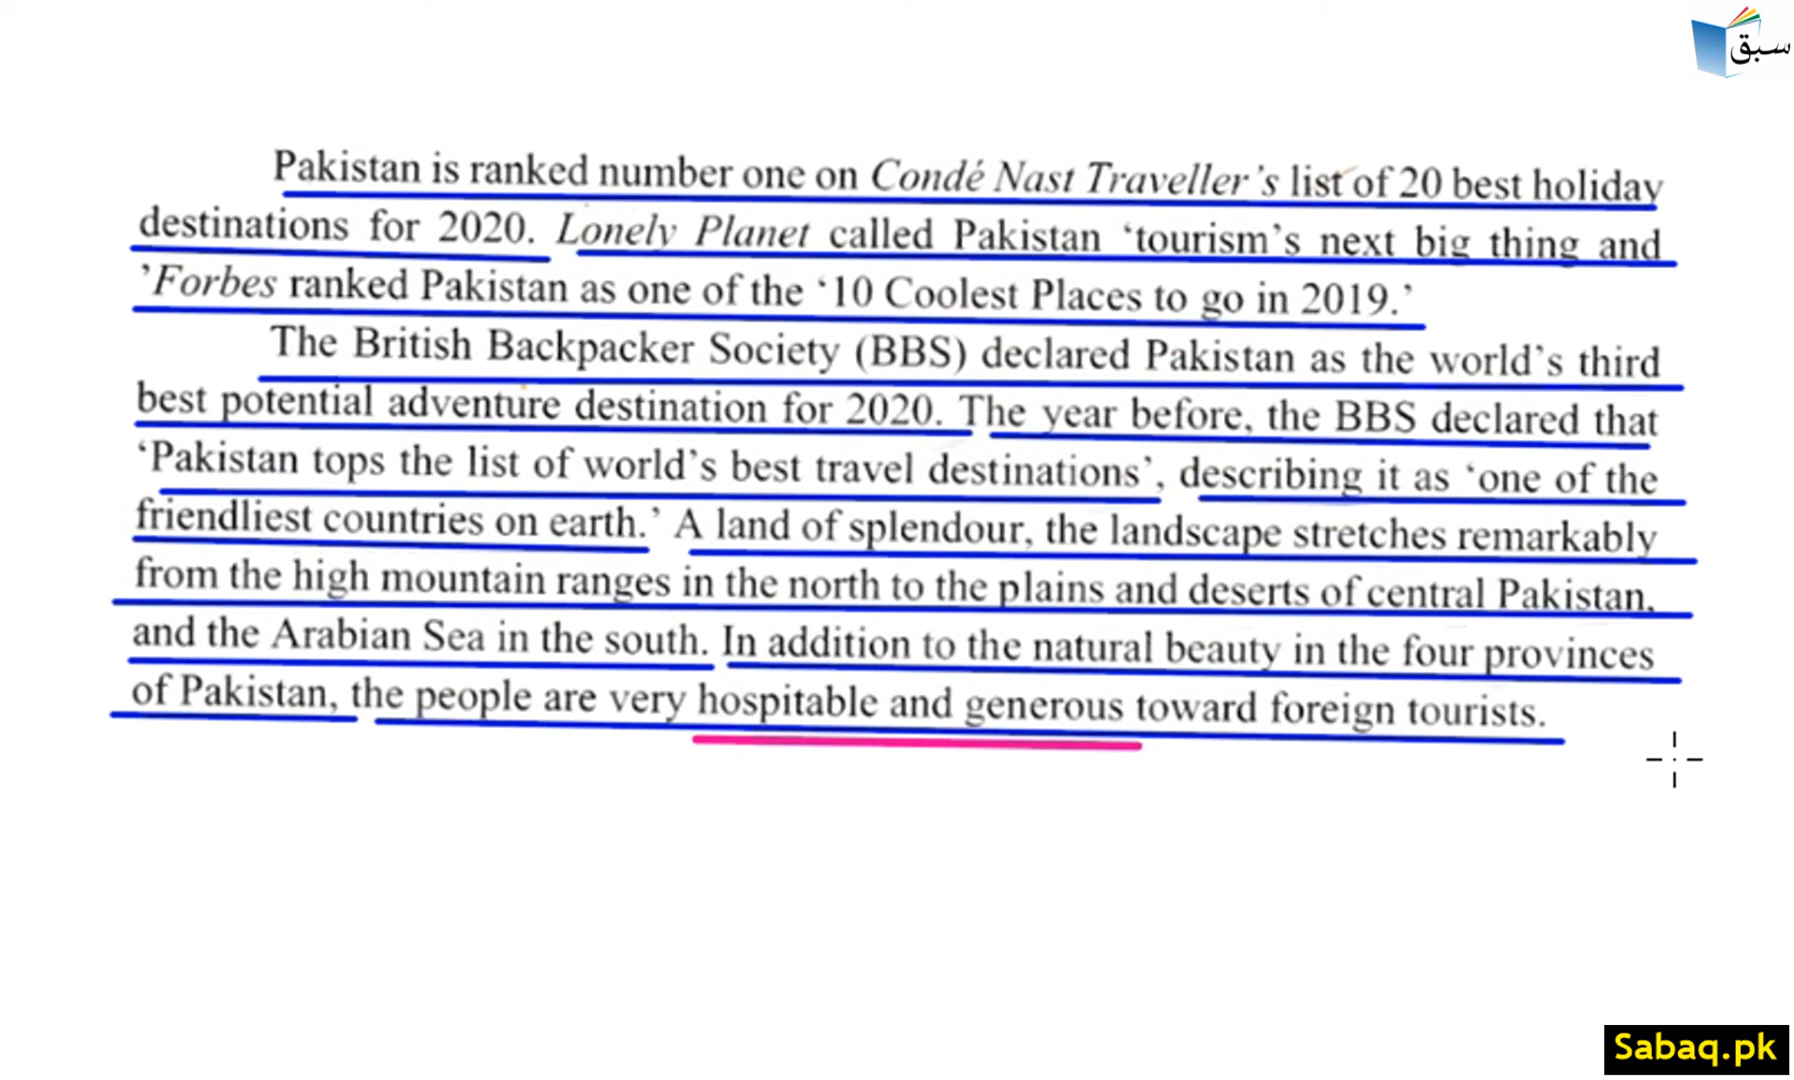 سبق
Pakistan is ranked number one on Condé Nast Traveller's list of 20 best holiday
destinations for 2020. Lonely Planet called Pakistan ‘tourism’s next big thing and
’Forbes ranked Pakistan as one of the ‘10 Coolest Places to go in 2019.’
The British Backpacker Society (BBS) declared Pakistan as the world’s third
best potential adventure destination for 2020. The year before, the BBS declared that
‘Pakistan tops the list of world’s best travel destinations’, describing it as ‘one of the
friendliest countries on earth.’ A land of splendour, the landscape stretches remarkably
from the high mountain ranges in the north to the plains and deserts of central Pakistan,
and the Arabian Sea in the south. In addition to the natural beauty in the four provinces
of Pakistan, the people are very hospitable and generous toward foreign tourists.
Sabaq.pk